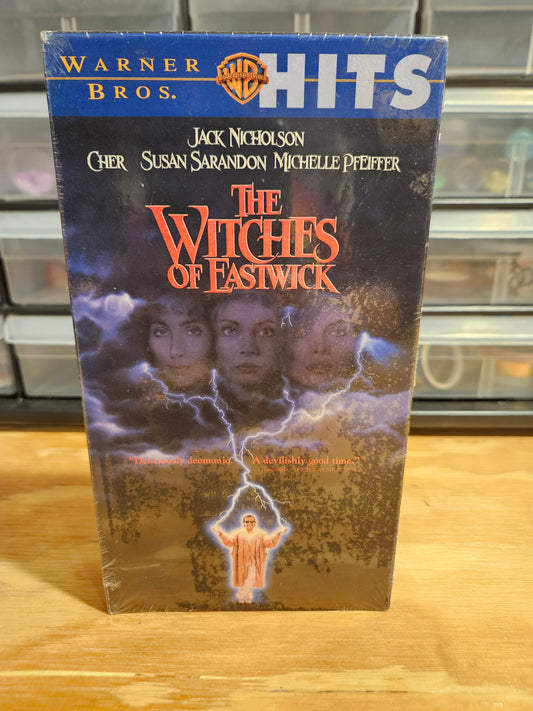 WARNER BROS.
WB
HITS
JACK NICHOLSON
CHER SUSAN SARANDON MICHELLE PFEIFFER
THE
WITCHES
OF EASTWICK
"Deliciously deomonic. A devilishly good time."